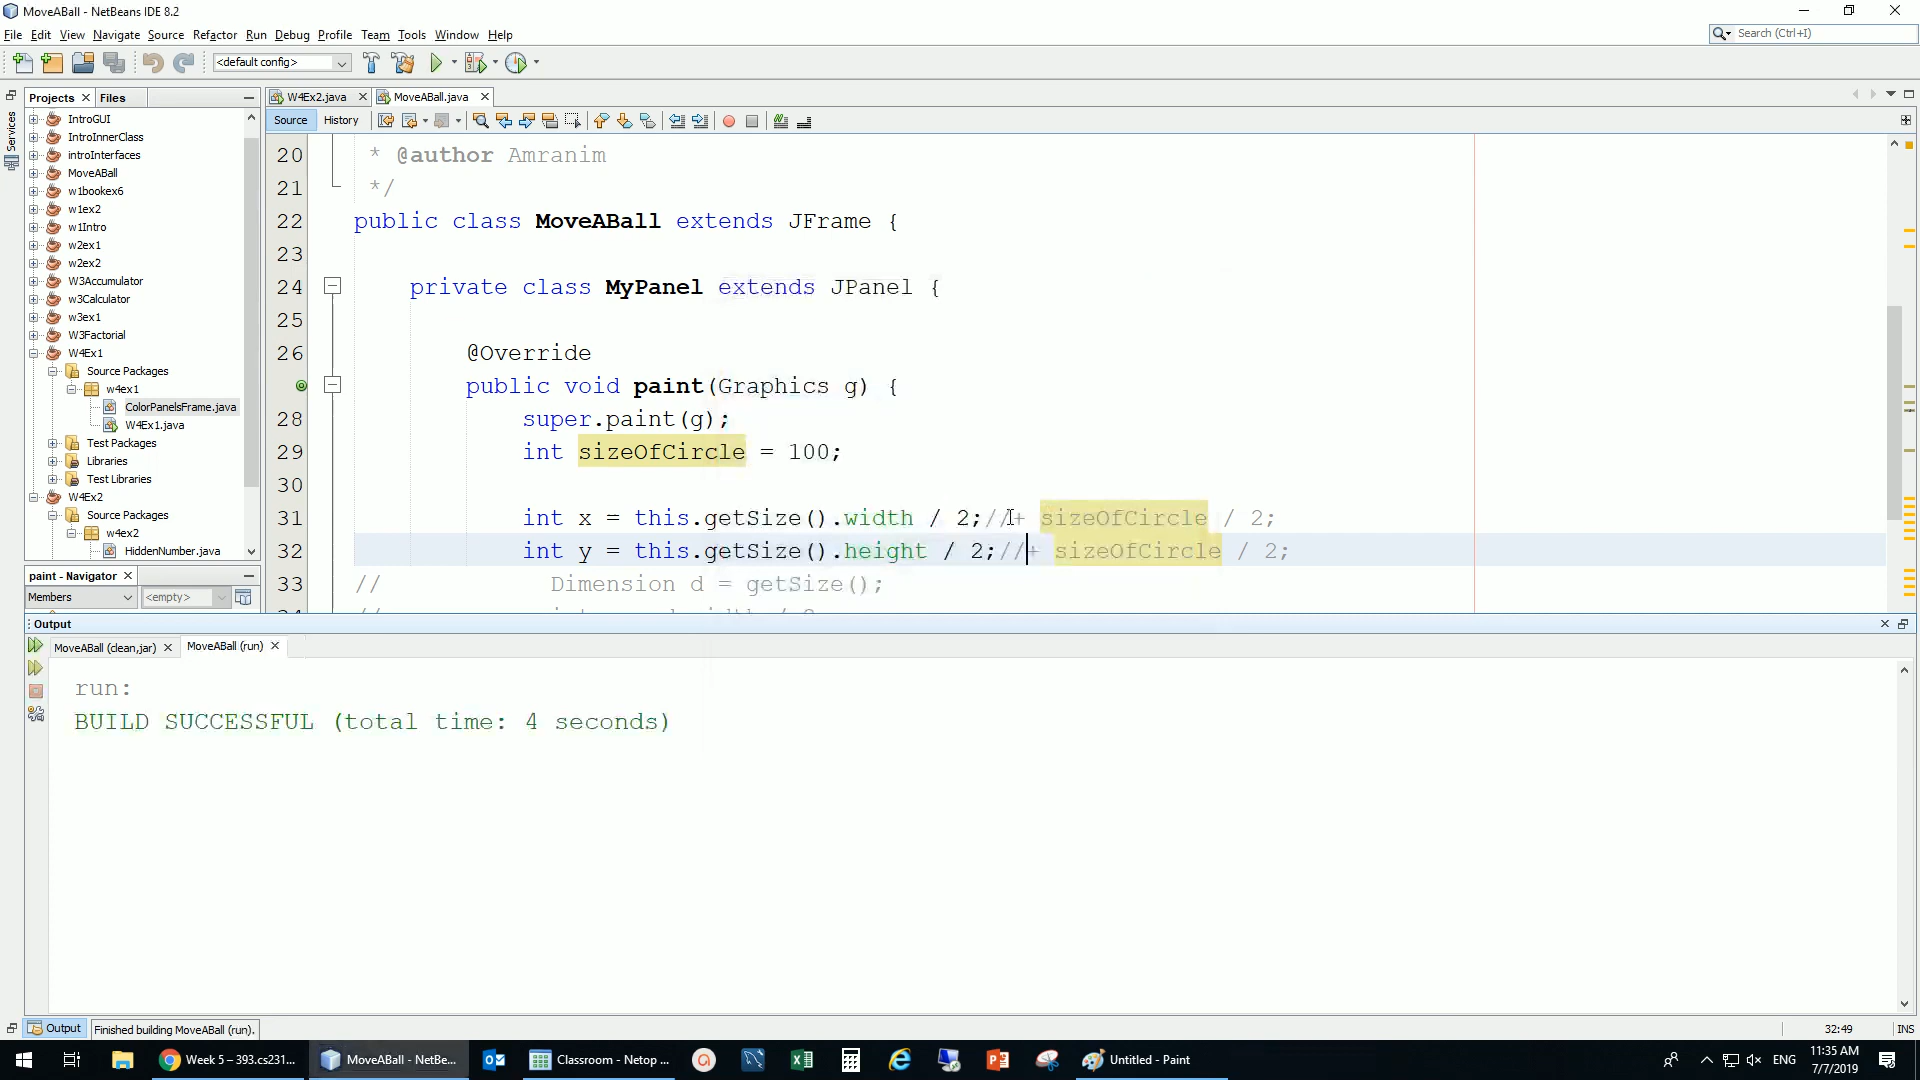 MoveABall - NetBeans IDE 8.2
File Edit View Navigate Source Refactor Run Debug Profile Team Tools Window Help
Search (Ctrl+I)
<default config>
Projects Files
W4Ex2.java MoveABall.java
Services
Source History
IntroGUI
IntroInnerClass
introInterfaces
MoveABall
w1bookex6
w1ex2
w1Intro
w2ex1
w2ex2
W3Accumulator
w3Calculator
w3ex1
W3Factorial
W4Ex1
Source Packages
w4ex1
ColorPanelsFrame.java
W4Ex1.java
Test Packages
Libraries
Test Libraries
W4Ex2
Source Packages
w4ex2
HiddenNumber.java
paint - Navigator
Members <empty>
20 * @author Amranim
21 */
22 public class MoveABall extends JFrame {
23
24 private class MyPanel extends JPanel {
25
26 @Override
public void paint(Graphics g) {
28 super.paint(g);
29 int sizeOfCircle = 100;
30
31 int x = this.getSize().width / 2;//+ sizeOfCircle / 2;
32 int y = this.getSize().height / 2;//+ sizeOfCircle / 2;
33 // Dimension d = getSize();
Output
MoveABall (clean,jar) MoveABall (run)
run:
BUILD SUCCESSFUL (total time: 4 seconds)
Output Finished building MoveABall (run).
32:49 INS
Week 5 – 393.cs231... MoveABall - NetBe... Classroom - Netop ... Untitled - Paint
ENG
11:35 AM
7/7/2019